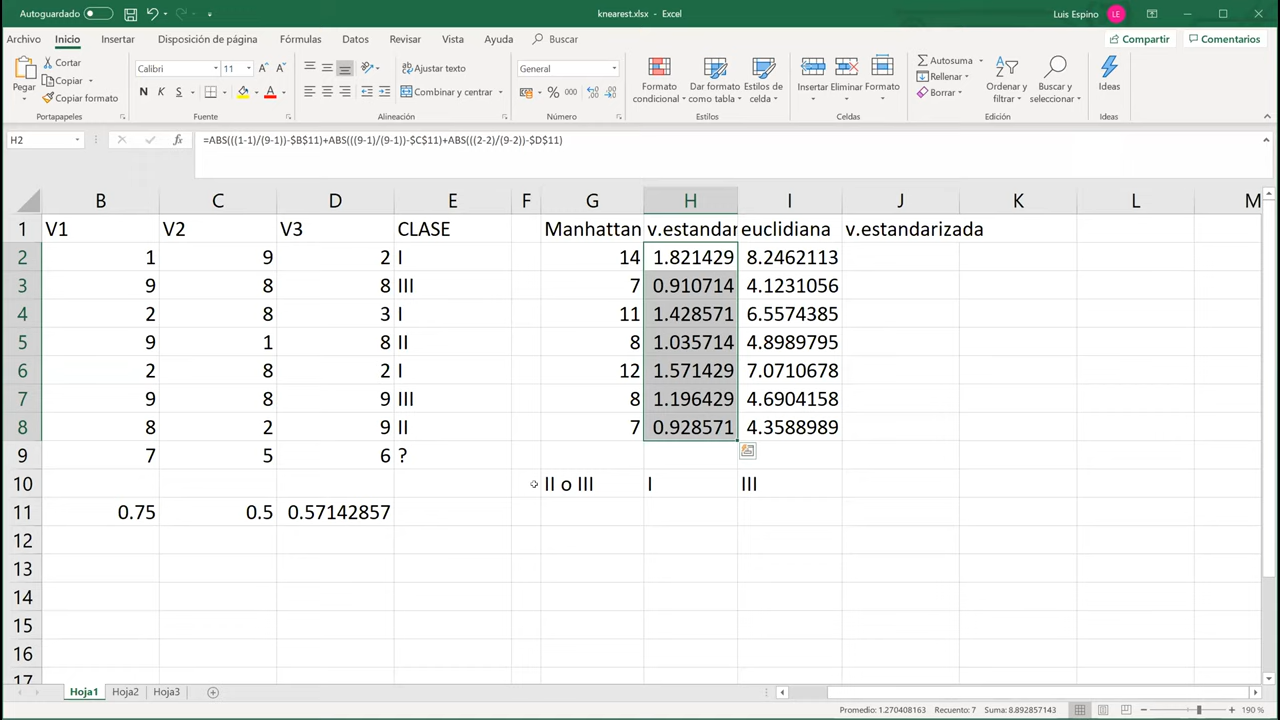 Autoguardado knearest.xlsx - Excel Luis Espino LE
Archivo Inicio Insertar Disposición de página Fórmulas Datos Revisar Vista Ayuda Buscar Compartir Comentarios
Pegar Cortar Copiar Copiar formato
Calibri 11 N K S
Ajustar texto Combinar y centrar
General % 000
Formato condicional Dar formato como tabla Estilos de celda
Insertar Eliminar Formato
Autosuma Rellenar Borrar Ordenar y filtrar Buscar y seleccionar Ideas
Portapapeles Fuente Alineación Número Estilos Celdas Edición Ideas
H2 fx =ABS(((1-1)/(9-1))-$B$11)+ABS(((9-1)/(9-1))-$C$11)+ABS(((2-2)/(9-2))-$D$11)
B C D E F G H I J K L M
1 V1 V2 V3 CLASE Manhattan v.estandar euclidiana v.estandarizada
2 1 9 2 I 14 1.821429 8.2462113
3 9 8 8 III 7 0.910714 4.1231056
4 2 8 3 I 11 1.428571 6.5574385
5 9 1 8 II 8 1.035714 4.8989795
6 2 8 2 I 12 1.571429 7.0710678
7 9 8 9 III 8 1.196429 4.6904158
8 8 2 9 II 7 0.928571 4.3588989
9 7 5 6 ?
10 II o III I III
11 0.75 0.5 0.57142857
12
13
14
15
16
17
Hoja1 Hoja2 Hoja3
Promedio: 1.270408163 Recuento: 7 Suma: 8.892857143 190 %